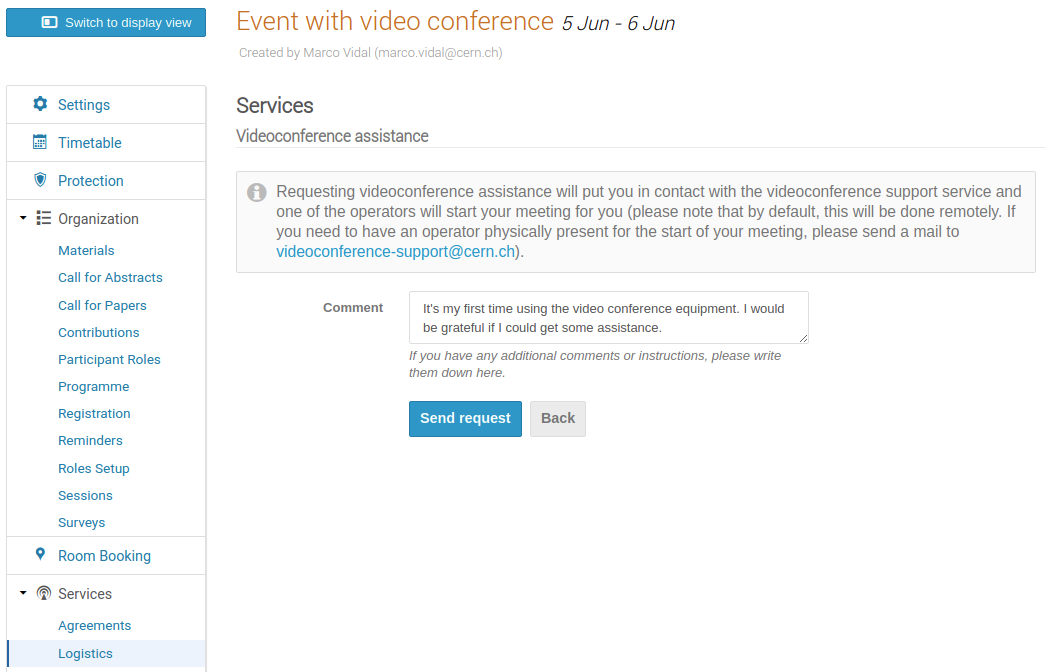 Switch to display view
Event with video conference 5 Jun - 6 Jun
Created by Marco Vidal (marco.vidal@cern.ch)
Settings
Timetable
Protection
Organization
Materials
Call for Abstracts
Call for Papers
Contributions
Participant Roles
Programme
Registration
Reminders
Roles Setup
Sessions
Surveys
Room Booking
Services
Agreements
Logistics
Services
Videoconference assistance
Requesting videoconference assistance will put you in contact with the videoconference support service and
one of the operators will start your meeting for you (please note that by default, this will be done remotely. If
you need to have an operator physically present for the start of your meeting, please send a mail to
videoconference-support@cern.ch).
Comment
It's my first time using the video conference equipment. I would
be grateful if I could get some assistance.
If you have any additional comments or instructions, please write
them down here.
Send request
Back